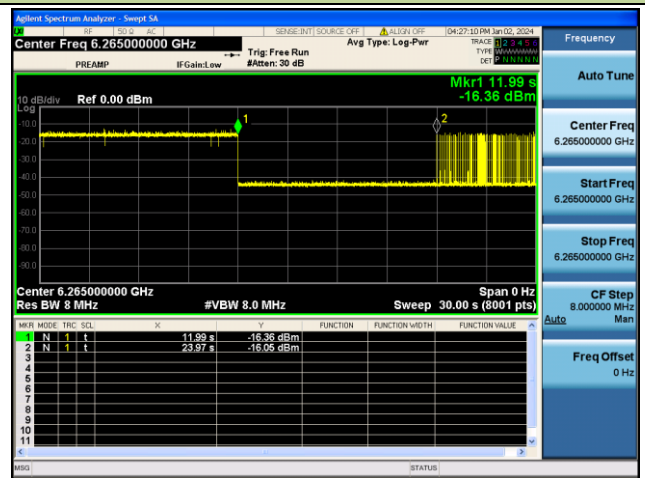 Agilent Spectrum Analyzer - Swept SA
RF 50 Ω AC SENSE:INT SOURCE OFF ALIGN OFF 04:27:10 PM Jan 02, 2024
Center Freq 6.265000000 GHz
PREAMP IFGain:Low
Trig: Free Run
#Atten: 30 dB
Avg Type: Log-Pwr
TRACE 1 2 3 4 5 6
TYPE
DET P N N N N N
Mkr1 11.99 s
-16.36 dBm
10 dB/div Ref 0.00 dBm
Log
-10.0
-20.0
-30.0
-40.0
-50.0
-60.0
-70.0
-80.0
-90.0
1
2
Center 6.265000000 GHz Span 0 Hz
Res BW 8 MHz #VBW 8.0 MHz Sweep 30.00 s (8001 pts)
MKR MODE TRC SCL X Y FUNCTION FUNCTION WIDTH FUNCTION VALUE
1 N 1 t 11.99 s -16.36 dBm
2 N 1 t 23.97 s -16.05 dBm
3
4
5
6
7
8
9
10
11
MSG STATUS
Frequency
Auto Tune
Center Freq
6.265000000 GHz
Start Freq
6.265000000 GHz
Stop Freq
6.265000000 GHz
CF Step
8.000000 MHz
Auto Man
Freq Offset
0 Hz